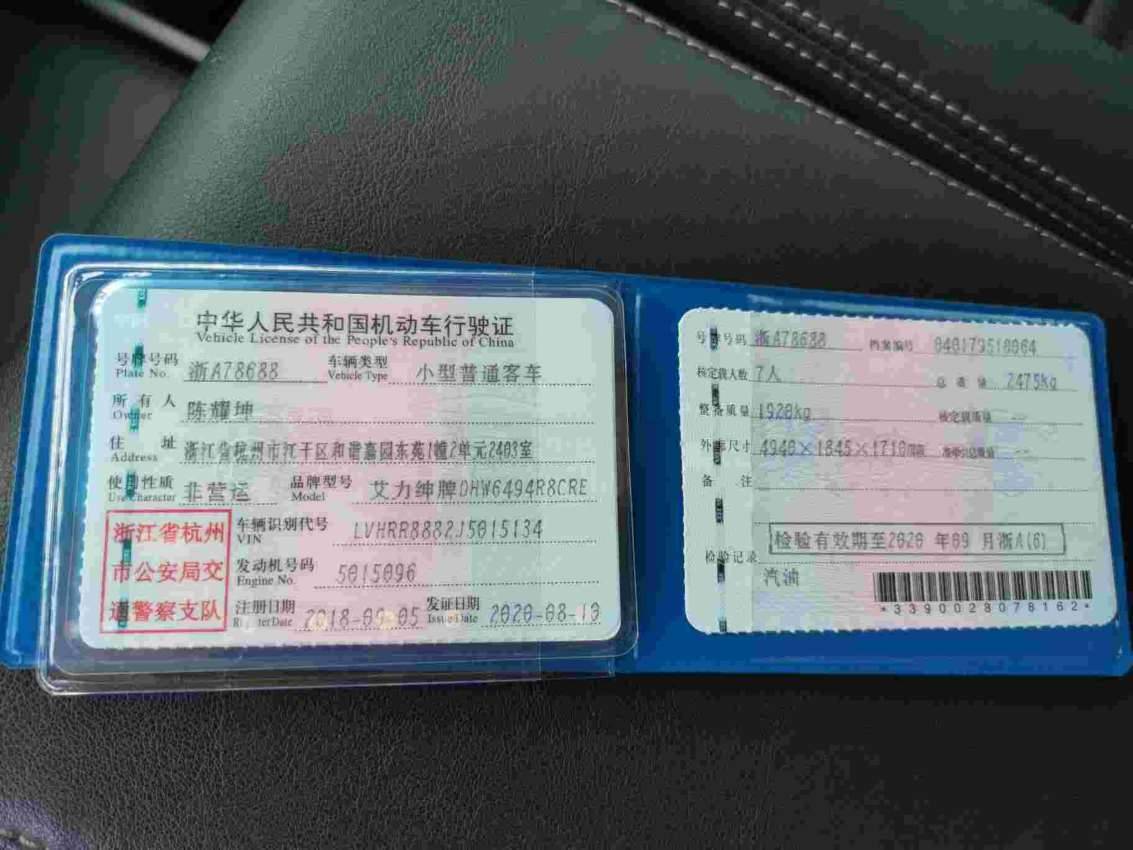 中华人民共和国机动车行驶证
Vehicle License of the People's Republic of China
号牌号码 浙A78688 车辆类型 小型普通客车
Plate No. Vehicle Type
所有人 陈耀坤
Owner
住址 浙江省杭州市江干区和谐嘉园东苑1幢2单元2403室
Address
使用性质 非营运 品牌型号 艾力绅牌DHW6494R8CRE
Use Character Model
浙江省杭州
市公安局交
通警察支队
车辆识别代号 LVHRR8882J5015134
VIN
发动机号码 5015096
Engine No.
注册日期 2018-09-05 发证日期 2020-08-10
Register Date Issue Date
号牌号码 浙A78688 档案编号
核定载人数 7人 总质量 2475kg
整备质量 1920kg 核定载质量 --
外廓尺寸 4940×1845×1710mm 准牵引总质量 --
备注
检验记录 检验有效期至2020 年09 月浙A(6)
汽油
*3390028078162*